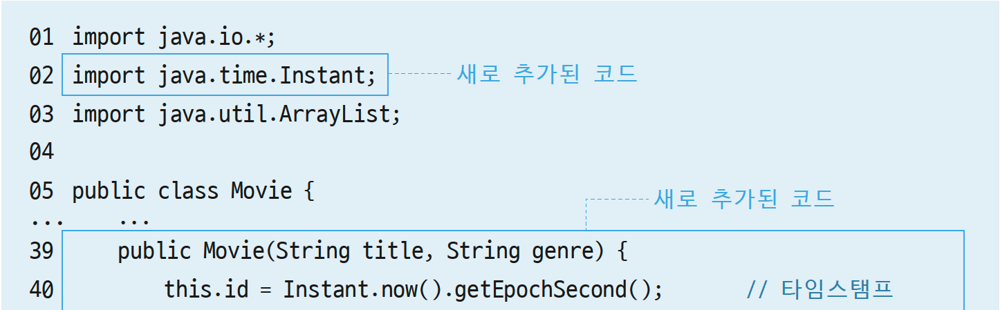 01 import java.io.*;
02 import java.time.Instant; 새로 추가된 코드
03 import java.util.ArrayList;
04
05 public class Movie {
새로 추가된 코드
... ...
39 public Movie(String title, String genre) {
40 this.id = Instant.now().getEpochSecond(); // 타임스탬프